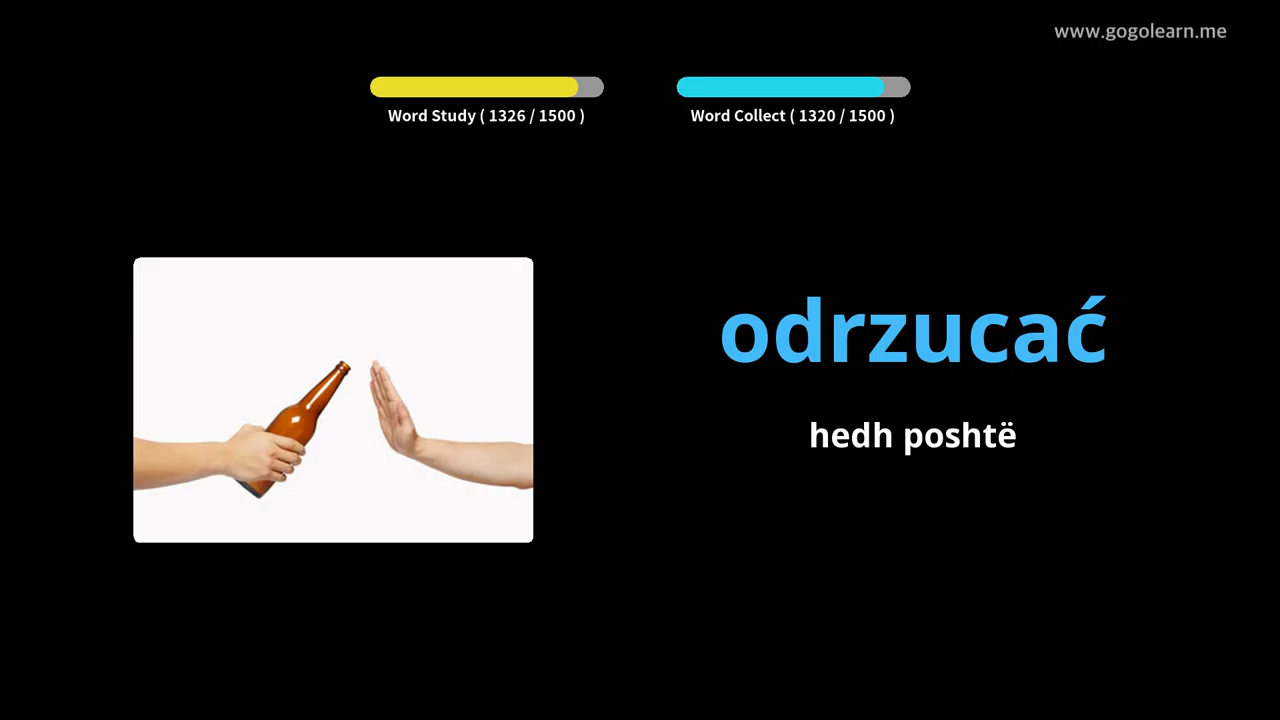 www.gogolearn.me
Word Study ( 1326 / 1500 )
Word Collect ( 1320 / 1500 )
odrzucać
hedh poshtë